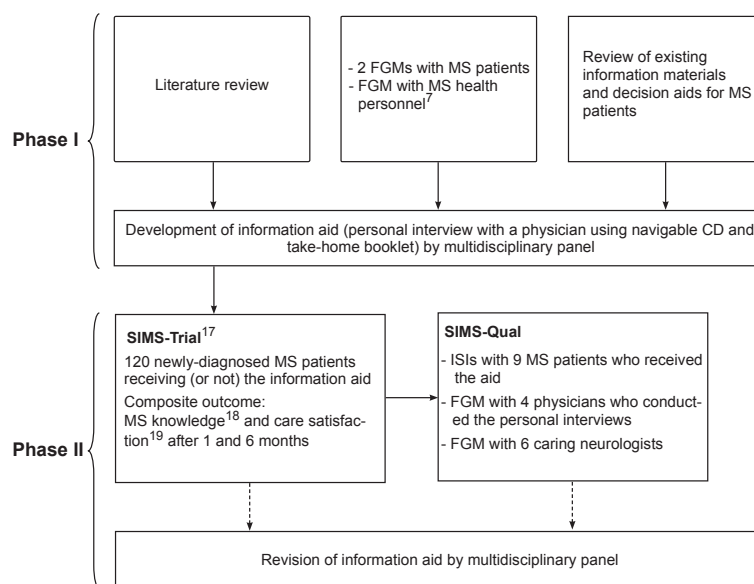 Phase I
Literature review
- 2 FGMs with MS patients
- FGM with MS health
personnel7
Review of existing
information materials
and decision aids for MS
patients
Development of information aid (personal interview with a physician using navigable CD and
take-home booklet) by multidisciplinary panel
Phase II
SIMS-Trial17
120 newly-diagnosed MS patients
receiving (or not) the information aid
Composite outcome:
MS knowledge18 and care satisfac-
tion19 after 1 and 6 months
SIMS-Qual
- ISIs with 9 MS patients who received
the aid
- FGM with 4 physicians who conduct-
ed the personal interviews
- FGM with 6 caring neurologists
Revision of information aid by multidisciplinary panel